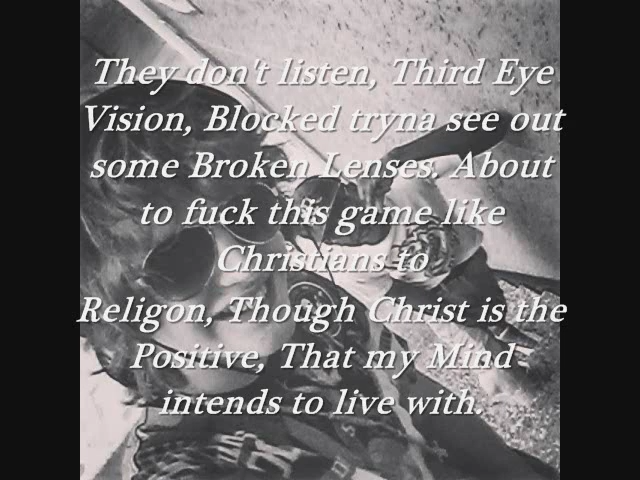 They don't listen, Third Eye
Vision, Blocked tryna see out
some Broken Lenses. About
to fuck this game like
Christians to
Religon, Though Christ is the
Positive, That my Mind
intends to live with.